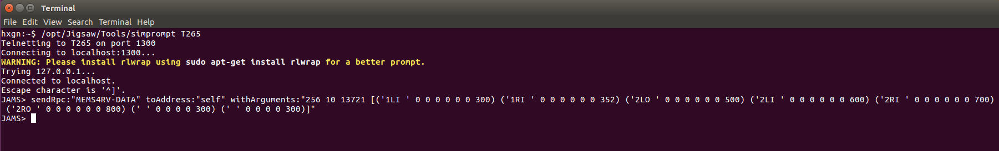 Terminal
File Edit View Search Terminal Help
hxgn:~$ /opt/Jigsaw/Tools/simprompt T265
Telnetting to T265 on port 1300
Connecting to localhost:1300...
WARNING: Please install rlwrap using sudo apt-get install rlwrap for a better prompt.
Trying 127.0.0.1...
Connected to localhost.
Escape character is '^]'.
JAMS> sendRpc:"MEMS4RV-DATA" toAddress:"self" withArguments:"256 10 13721 [('1LI ' 0 0 0 0 0 0 300) ('1RI ' 0 0 0 0 0 0 352) ('2LO ' 0 0 0 0 0 0 500) ('2LI ' 0 0 0 0 0 0 600) ('2RI ' 0 0 0 0 0 0 700)
('2RO ' 0 0 0 0 0 0 800) (' ' 0 0 0 0 300) (' ' 0 0 0 0 300)]"
JAMS>